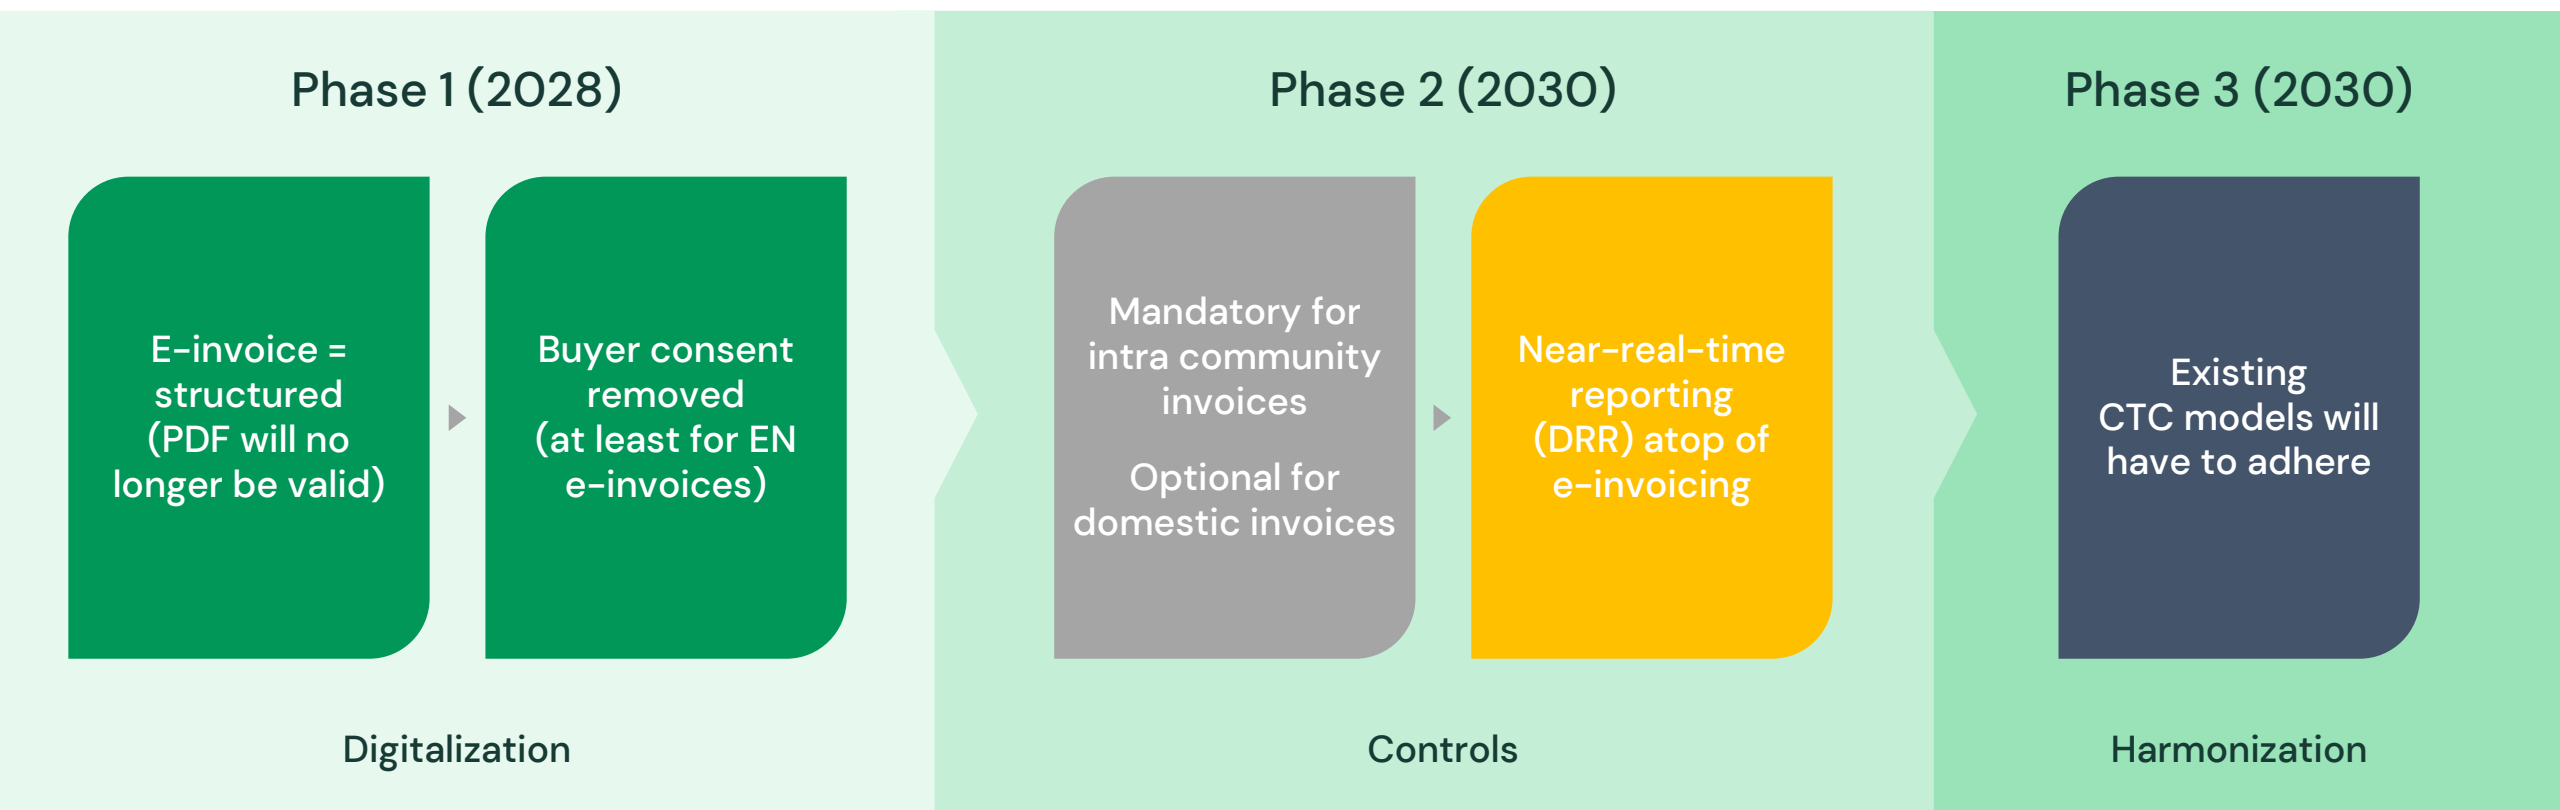 Phase 1 (2028)
E-invoice =
structured
(PDF will no
longer be valid)
Buyer consent
removed
(at least for EN
e-invoices)
Digitalization
Phase 2 (2030)
Mandatory for
intra community
invoices
Optional for
domestic invoices
Near-real-time
reporting
(DRR) atop of
e-invoicing
Controls
Phase 3 (2030)
Existing
CTC models will
have to adhere
Harmonization